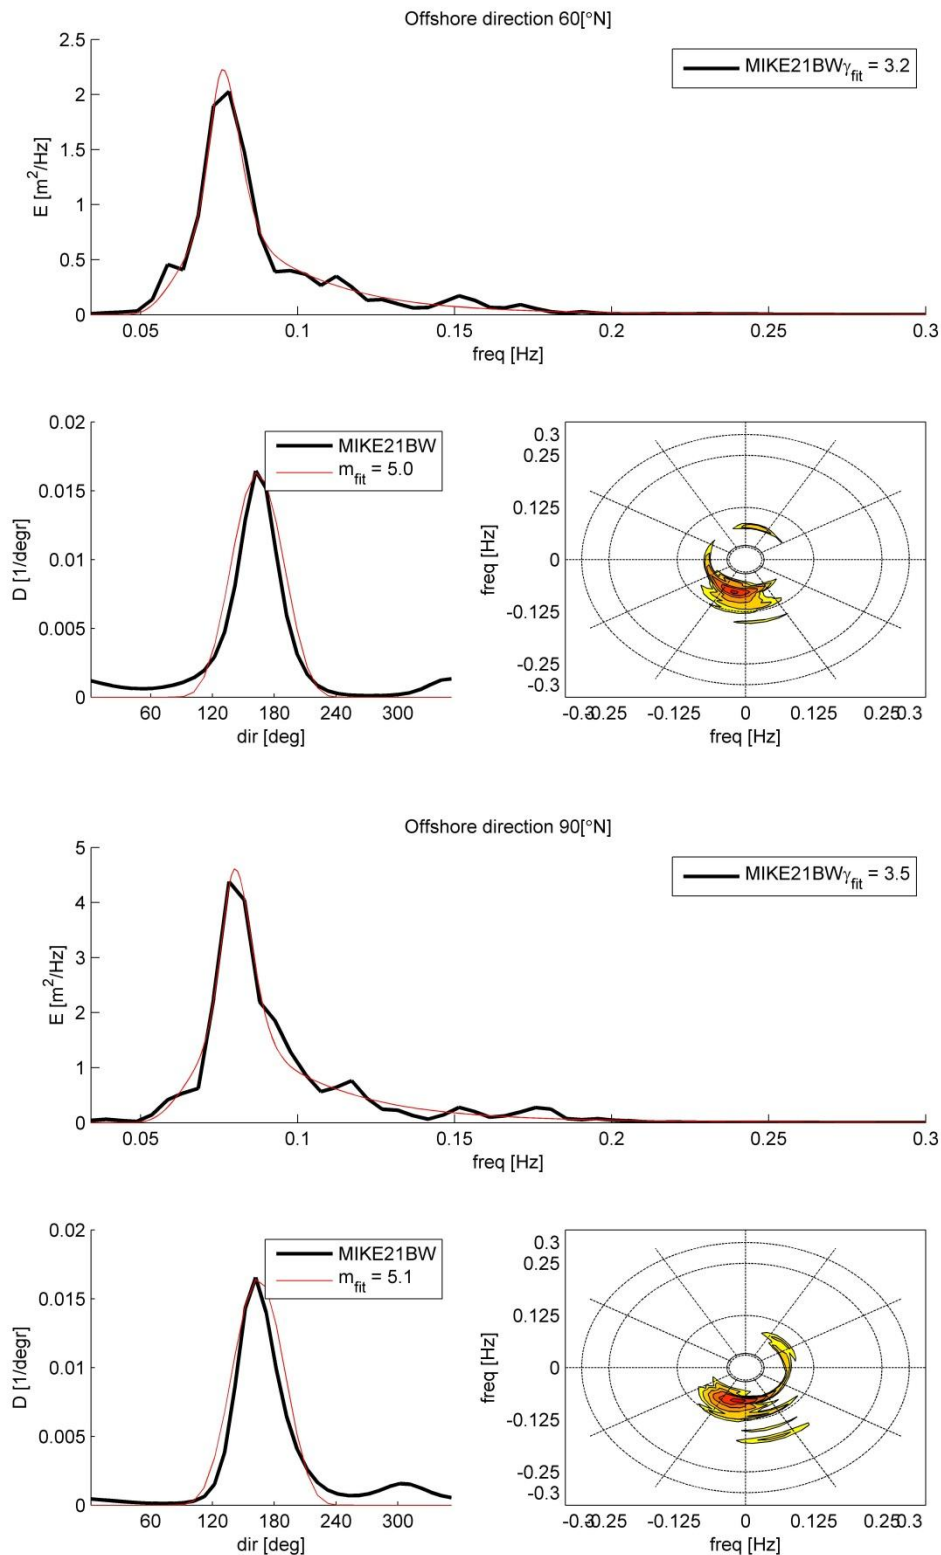 Offshore direction 60[°N]
2.5
2
1.5
1
0.5
0
E [m²/Hz]
MIKE21BWγfit = 3.2
0.05 0.1 0.15 0.2 0.25 0.3
freq [Hz]
0.02
0.015
0.01
0.005
0
D [1/degr]
MIKE21BW
mfit = 5.0
60 120 180 240 300
dir [deg]
0.3
0.25
0.125
0
-0.125
-0.25
-0.3
freq [Hz]
-0.3-0.25 -0.125 0 0.125 0.25 0.3
freq [Hz]
Offshore direction 90[°N]
5
4
3
2
1
0
E [m²/Hz]
MIKE21BWγfit = 3.5
0.05 0.1 0.15 0.2 0.25 0.3
freq [Hz]
0.02
0.015
0.01
0.005
0
D [1/degr]
MIKE21BW
mfit = 5.1
60 120 180 240 300
dir [deg]
0.3
0.25
0.125
0
-0.125
-0.25
-0.3
freq [Hz]
-0.3-0.25 -0.125 0 0.125 0.25 0.3
freq [Hz]